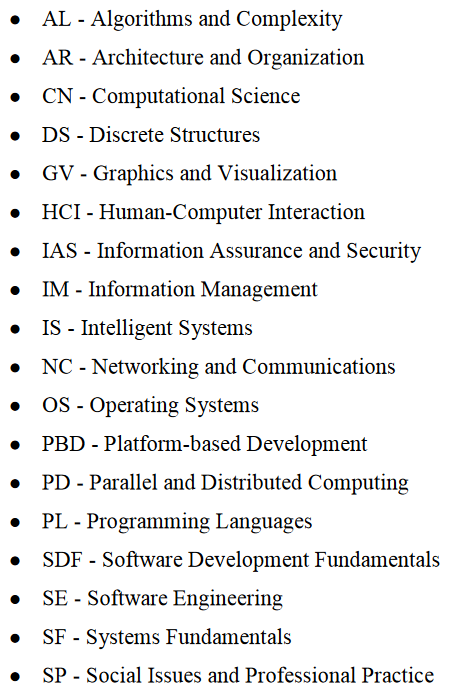 ● AL - Algorithms and Complexity
● AR - Architecture and Organization
● CN - Computational Science
● DS - Discrete Structures
● GV - Graphics and Visualization
● HCI - Human-Computer Interaction
● IAS - Information Assurance and Security
● IM - Information Management
● IS - Intelligent Systems
● NC - Networking and Communications
● OS - Operating Systems
● PBD - Platform-based Development
● PD - Parallel and Distributed Computing
● PL - Programming Languages
● SDF - Software Development Fundamentals
● SE - Software Engineering
● SF - Systems Fundamentals
● SP - Social Issues and Professional Practice